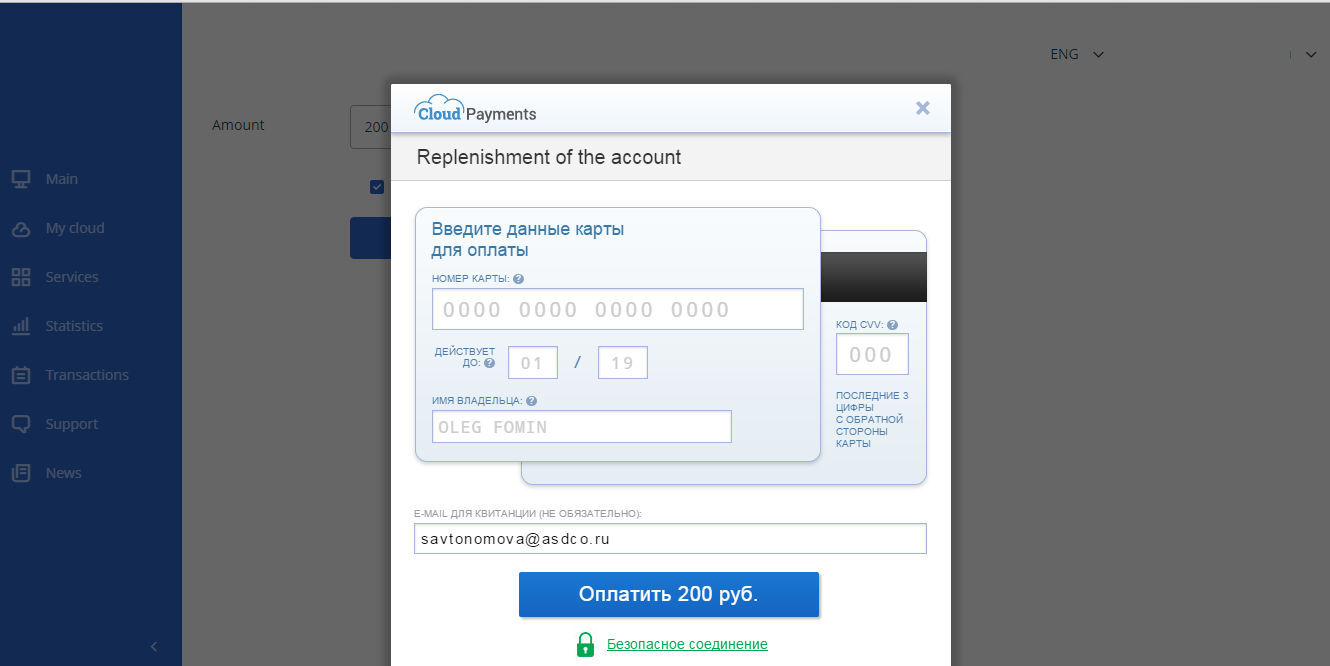 ENG
Amount
200
Main
My cloud
Services
Statistics
Transactions
Support
News
Cloud Payments
Replenishment of the account
Введите данные карты
для оплаты
НОМЕР КАРТЫ:
0000 0000 0000 0000
ДЕЙСТВУЕТ
ДО:
01 / 19
ИМЯ ВЛАДЕЛЬЦА:
OLEG FOMIN
КОД CVV:
000
ПОСЛЕДНИЕ 3
ЦИФРЫ
С ОБРАТНОЙ
СТОРОНЫ
КАРТЫ
E-MAIL ДЛЯ КВИТАНЦИИ (НЕ ОБЯЗАТЕЛЬНО):
savtonomova@asdco.ru
Оплатить 200 руб.
Безопасное соединение